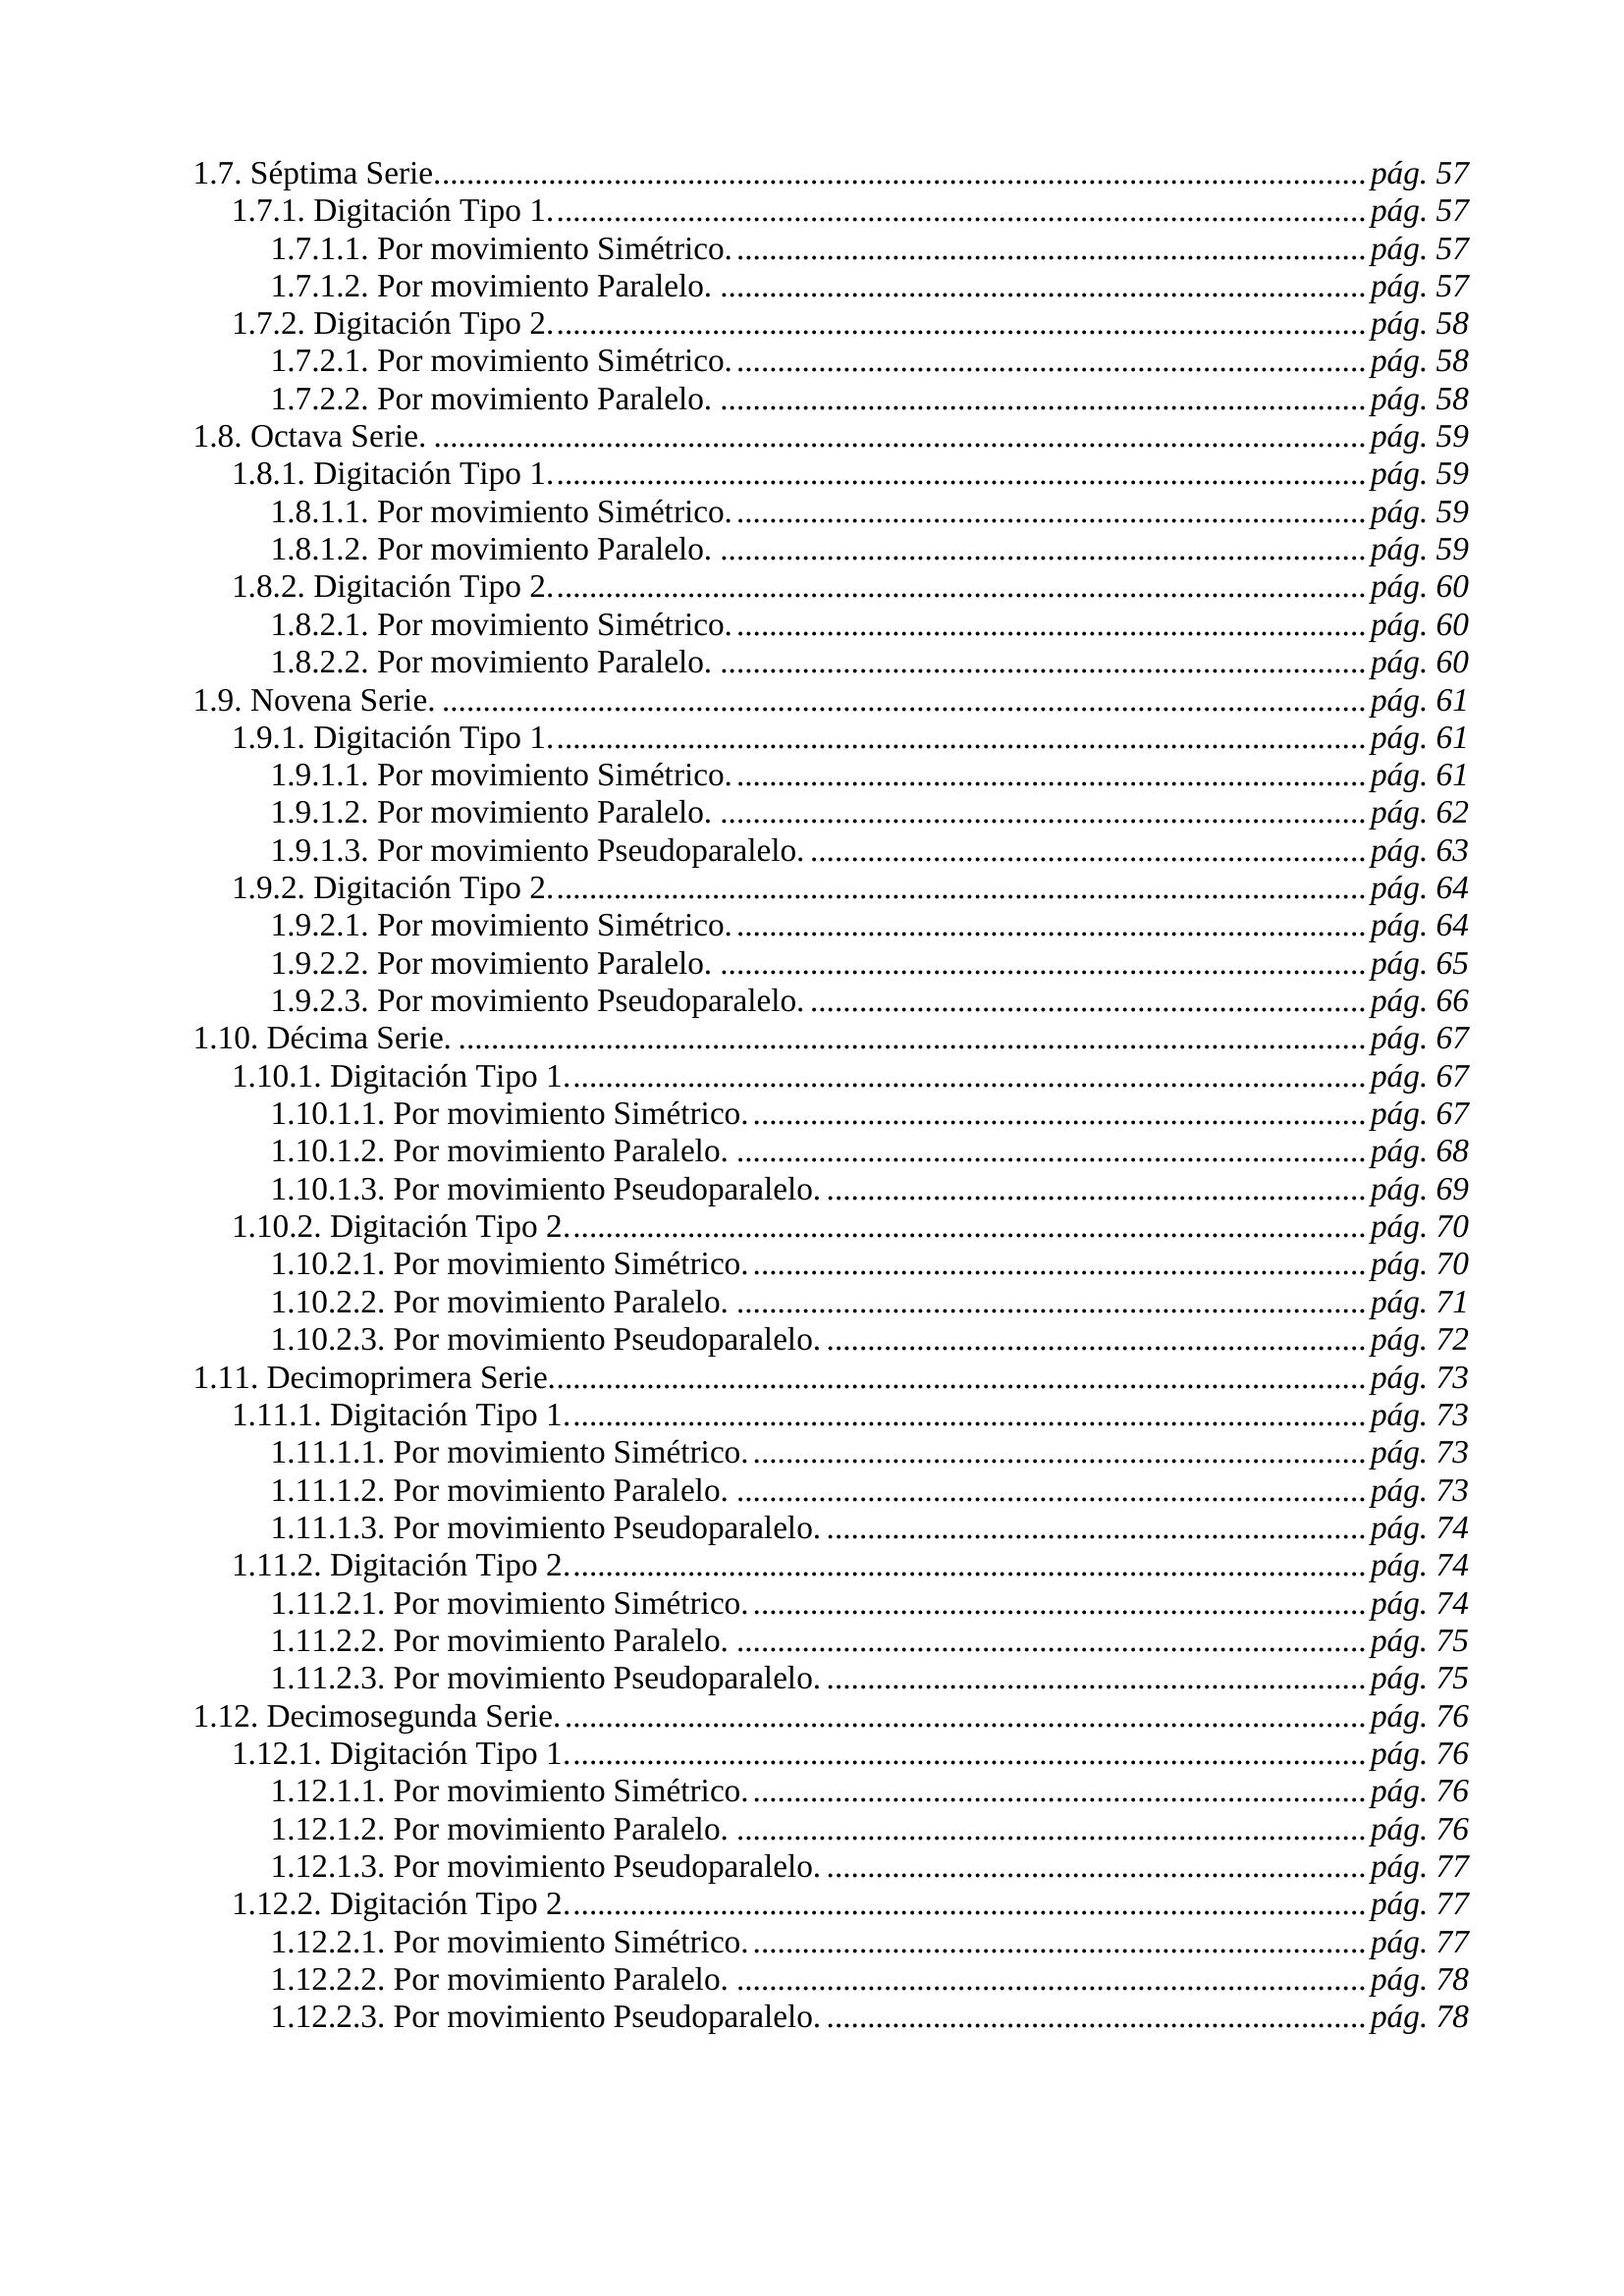 1.7. Séptima Serie. pág. 57
1.7.1. Digitación Tipo 1. pág. 57
1.7.1.1. Por movimiento Simétrico. pág. 57
1.7.1.2. Por movimiento Paralelo. pág. 57
1.7.2. Digitación Tipo 2. pág. 58
1.7.2.1. Por movimiento Simétrico. pág. 58
1.7.2.2. Por movimiento Paralelo. pág. 58
1.8. Octava Serie. pág. 59
1.8.1. Digitación Tipo 1. pág. 59
1.8.1.1. Por movimiento Simétrico. pág. 59
1.8.1.2. Por movimiento Paralelo. pág. 59
1.8.2. Digitación Tipo 2. pág. 60
1.8.2.1. Por movimiento Simétrico. pág. 60
1.8.2.2. Por movimiento Paralelo. pág. 60
1.9. Novena Serie. pág. 61
1.9.1. Digitación Tipo 1. pág. 61
1.9.1.1. Por movimiento Simétrico. pág. 61
1.9.1.2. Por movimiento Paralelo. pág. 62
1.9.1.3. Por movimiento Pseudoparalelo. pág. 63
1.9.2. Digitación Tipo 2. pág. 64
1.9.2.1. Por movimiento Simétrico. pág. 64
1.9.2.2. Por movimiento Paralelo. pág. 65
1.9.2.3. Por movimiento Pseudoparalelo. pág. 66
1.10. Décima Serie. pág. 67
1.10.1. Digitación Tipo 1. pág. 67
1.10.1.1. Por movimiento Simétrico. pág. 67
1.10.1.2. Por movimiento Paralelo. pág. 68
1.10.1.3. Por movimiento Pseudoparalelo. pág. 69
1.10.2. Digitación Tipo 2. pág. 70
1.10.2.1. Por movimiento Simétrico. pág. 70
1.10.2.2. Por movimiento Paralelo. pág. 71
1.10.2.3. Por movimiento Pseudoparalelo. pág. 72
1.11. Decimoprimera Serie. pág. 73
1.11.1. Digitación Tipo 1. pág. 73
1.11.1.1. Por movimiento Simétrico. pág. 73
1.11.1.2. Por movimiento Paralelo. pág. 73
1.11.1.3. Por movimiento Pseudoparalelo. pág. 74
1.11.2. Digitación Tipo 2. pág. 74
1.11.2.1. Por movimiento Simétrico. pág. 74
1.11.2.2. Por movimiento Paralelo. pág. 75
1.11.2.3. Por movimiento Pseudoparalelo. pág. 75
1.12. Decimosegunda Serie. pág. 76
1.12.1. Digitación Tipo 1. pág. 76
1.12.1.1. Por movimiento Simétrico. pág. 76
1.12.1.2. Por movimiento Paralelo. pág. 76
1.12.1.3. Por movimiento Pseudoparalelo. pág. 77
1.12.2. Digitación Tipo 2. pág. 77
1.12.2.1. Por movimiento Simétrico. pág. 77
1.12.2.2. Por movimiento Paralelo. pág. 78
1.12.2.3. Por movimiento Pseudoparalelo. pág. 78